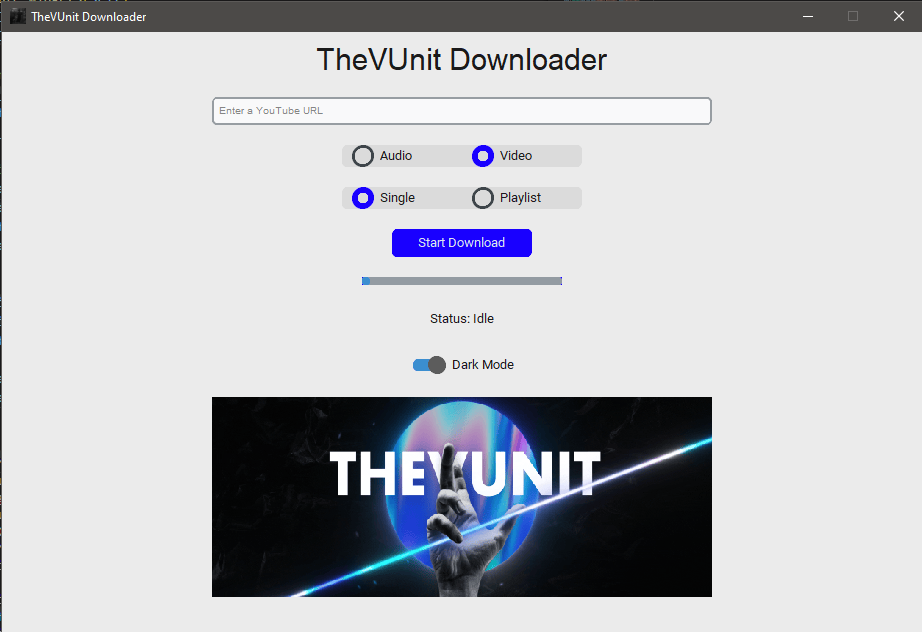 TheVUnit Downloader
TheVUnit Downloader
Enter a YouTube URL
Audio Video
Single Playlist
Start Download
Status: Idle
Dark Mode
THEVUNIT